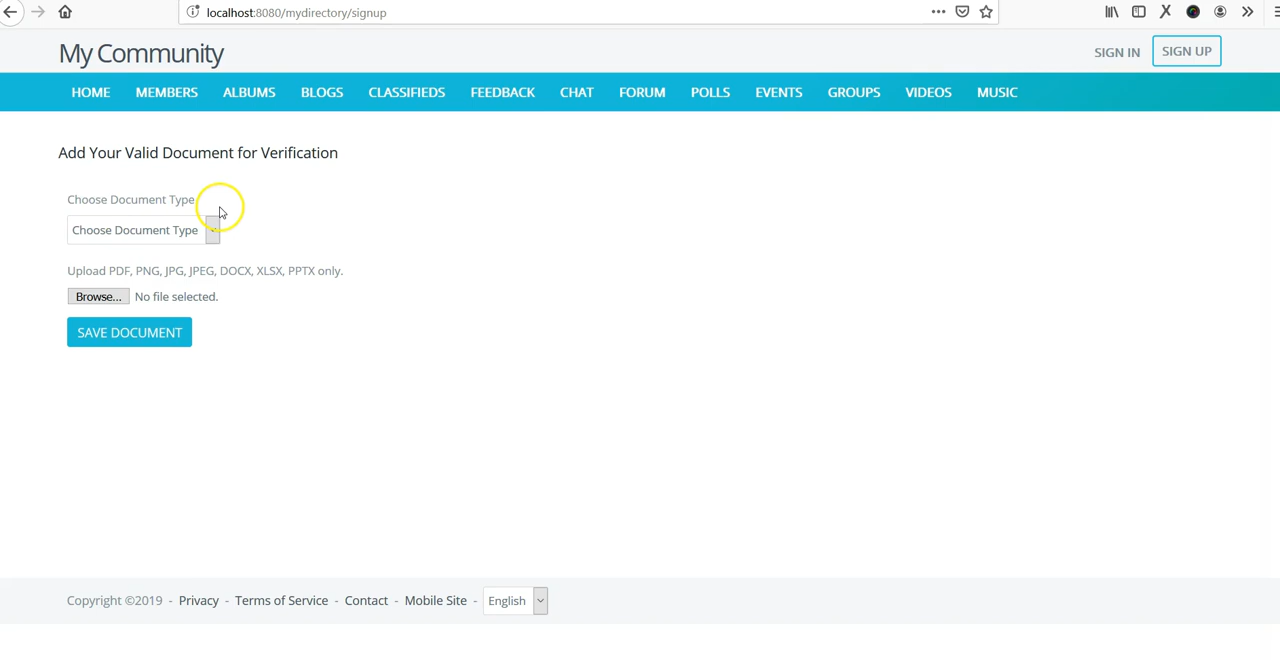 localhost:8080/mydirectory/signup
My Community
SIGN IN
SIGN UP
HOME MEMBERS ALBUMS BLOGS CLASSIFIEDS FEEDBACK CHAT FORUM POLLS EVENTS GROUPS VIDEOS MUSIC
Add Your Valid Document for Verification
Choose Document Type
Choose Document Type
Upload PDF, PNG, JPG, JPEG, DOCX, XLSX, PPTX only.
Browse... No file selected.
SAVE DOCUMENT
Copyright ©2019 - Privacy - Terms of Service - Contact - Mobile Site - English